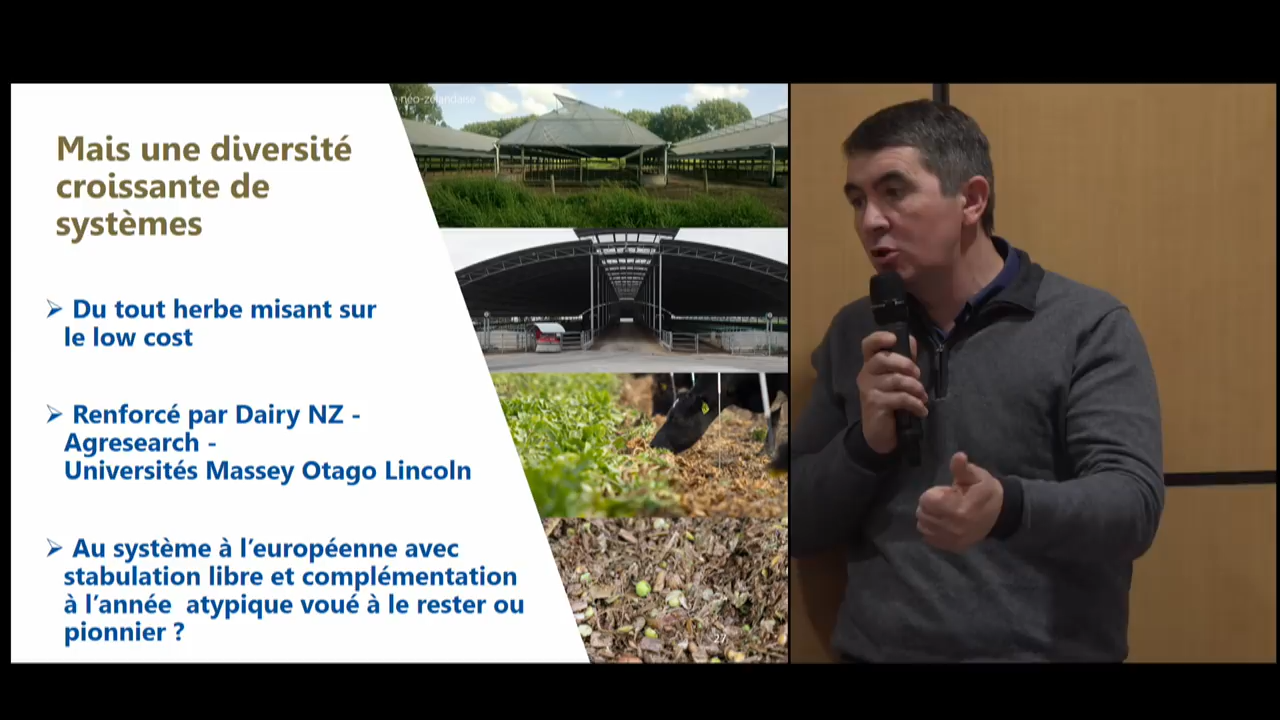 néo-zélandaise
Mais une diversité
croissante de
systèmes
➢ Du tout herbe misant sur
le low cost
➢ Renforcé par Dairy NZ -
Agresearch -
Universités Massey Otago Lincoln
➢ Au système à l’européenne avec
stabulation libre et complémentation
à l’année atypique voué à le rester ou
pionnier ?
27